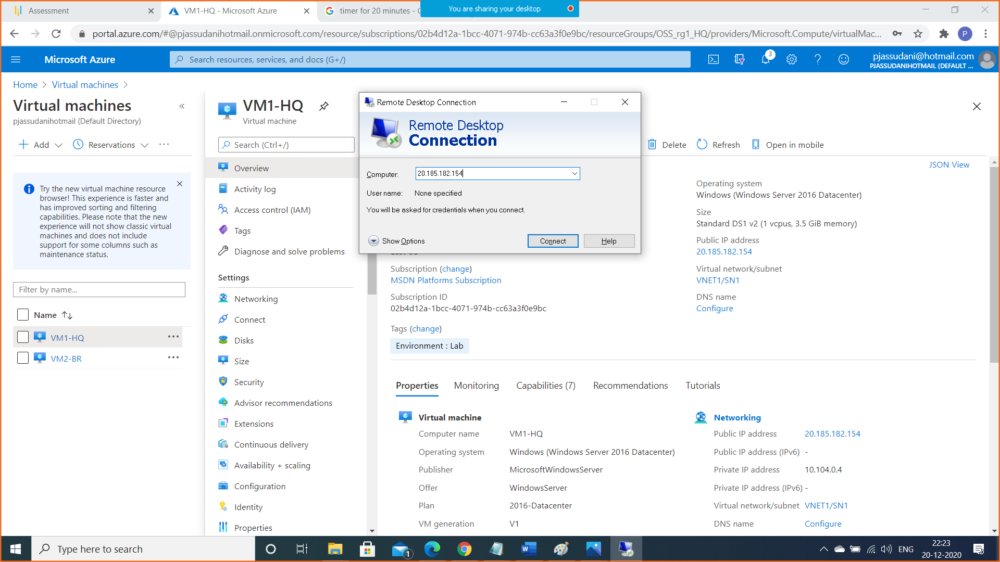 Assessment
VM1-HQ - Microsoft Azure
timer for 20 minutes -
You are sharing your desktop
portal.azure.com/#@pjassudanihotmail.onmicrosoft.com/resource/subscriptions/02b4d12a-1bcc-4071-974b-cc63a3f0e9bc/resourceGroups/OSS_rg1_HQ/providers/Microsoft.Compute/virtualMac...
P
Microsoft Azure
Search resources, services, and docs (G+/)
3
pjassudani@hotmail.com
PJASSUDANIHOTMAIL (DEFAULT ...
Home > Virtual machines >
Virtual machines
pjassudanihotmail (Default Directory)
Add
Reservations
...
Try the new virtual machine resource
browser! This experience is faster and
has improved sorting and filtering
capabilities. Please note that the new
experience will not show classic virtual
machines and does not include
support for some columns such as
maintenance status.
Filter by name...
Name
VM1-HQ
VM2-BR
VM1-HQ
Virtual machine
Search (Ctrl+/)
Overview
Activity log
Access control (IAM)
Tags
Diagnose and solve problems
Settings
Networking
Connect
Disks
Size
Security
Advisor recommendations
Extensions
Continuous delivery
Availability + scaling
Configuration
Identity
Properties
Remote Desktop Connection
Remote Desktop
Connection
Computer:
20.185.182.154
User name:
None specified
You will be asked for credentials when you connect.
Show Options
Connect
Help
Delete
Refresh
Open in mobile
JSON View
Operating system
Windows (Windows Server 2016 Datacenter)
Size
Standard DS1 v2 (1 vcpus, 3.5 GiB memory)
Public IP address
20.185.182.154
Virtual network/subnet
VNET1/SN1
DNS name
Configure
Subscription (change)
MSDN Platforms Subscription
Subscription ID
02b4d12a-1bcc-4071-974b-cc63a3f0e9bc
Tags (change)
Environment : Lab
Properties
Monitoring
Capabilities (7)
Recommendations
Tutorials
Virtual machine
Computer name VM1-HQ
Operating system Windows (Windows Server 2016 Datacenter)
Publisher MicrosoftWindowsServer
Offer WindowsServer
Plan 2016-Datacenter
VM generation V1
Networking
Public IP address 20.185.182.154
Public IP address (IPv6) -
Private IP address 10.104.0.4
Private IP address (IPv6) -
Virtual network/subnet VNET1/SN1
DNS name Configure
Type here to search
1
ENG
22:23
20-12-2020